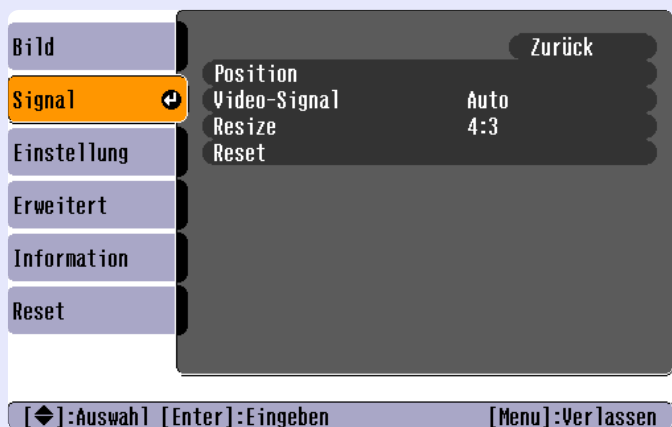 Bild
Signal
Einstellung
Erweitert
Information
Reset
Zurück
Position
Video-Signal Auto
Resize 4:3
Reset
[◆]:Auswahl [Enter]:Eingeben [Menu]:Verlassen